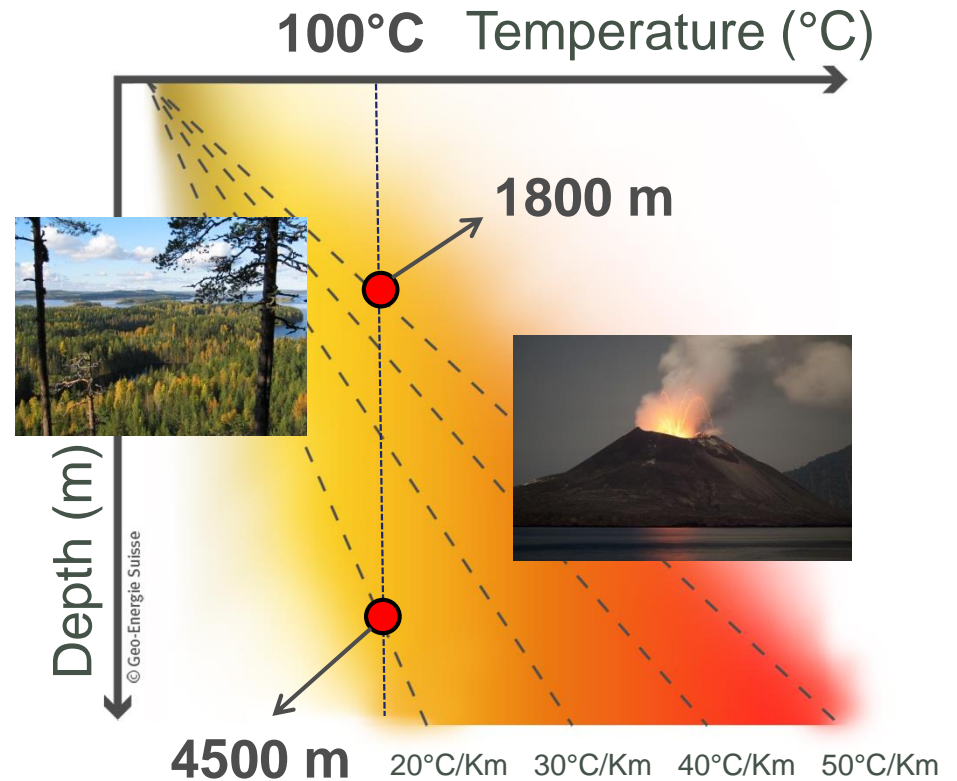 100°C Temperature (°C)
1800 m
Depth (m)
© Geo-Energie Suisse
4500 m
20°C/Km 30°C/Km 40°C/Km 50°C/Km